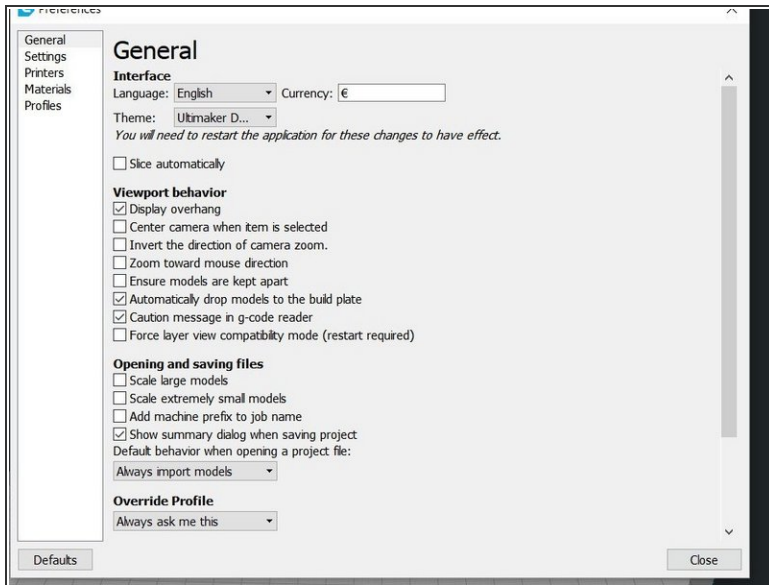 Preferences
General
Settings
Printers
Materials
Profiles
General
Interface
Language: English Currency: €
Theme: Ultimaker D...
You will need to restart the application for these changes to have effect.
Slice automatically
Viewport behavior
Display overhang
Center camera when item is selected
Invert the direction of camera zoom.
Zoom toward mouse direction
Ensure models are kept apart
Automatically drop models to the build plate
Caution message in g-code reader
Force layer view compatibility mode (restart required)
Opening and saving files
Scale large models
Scale extremely small models
Add machine prefix to job name
Show summary dialog when saving project
Default behavior when opening a project file:
Always import models
Override Profile
Always ask me this
Defaults Close